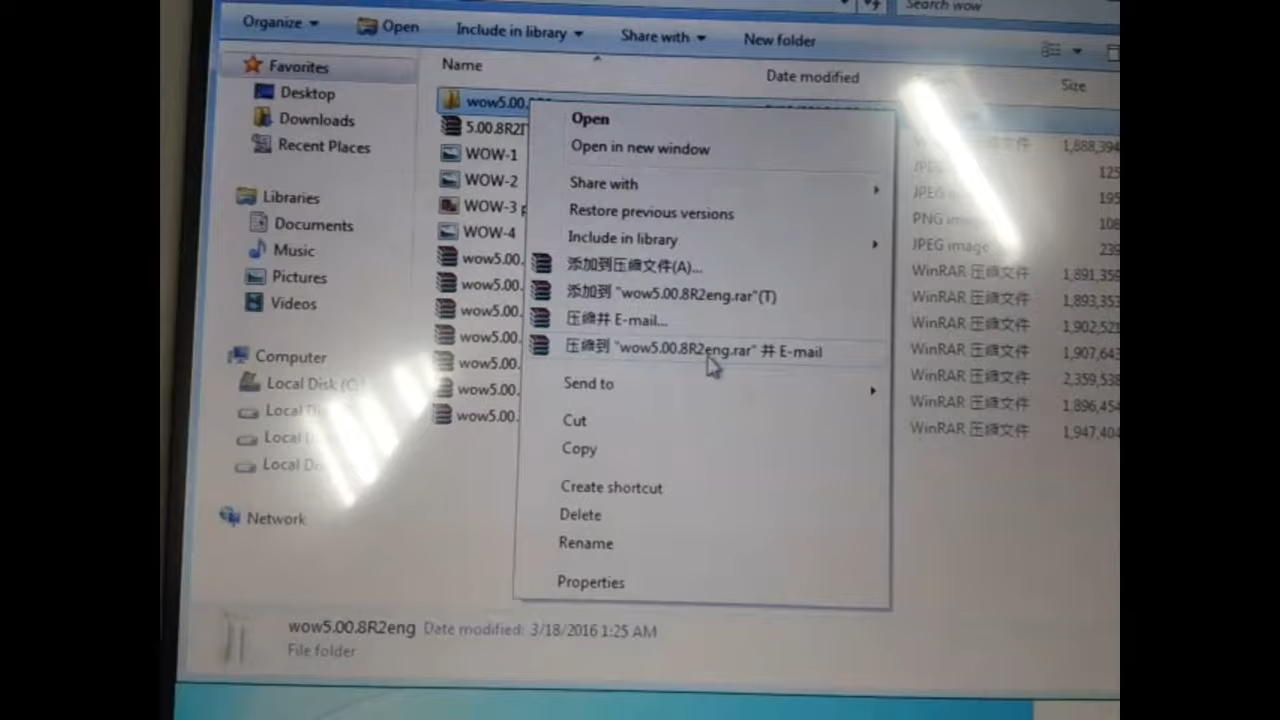 Search wow
Organize
Open
Include in library
Share with
New folder
Favorites
Desktop
Downloads
Recent Places
Libraries
Documents
Music
Pictures
Videos
Computer
Local Disk (C:
Local
Local
Local
Network
Name
Date modified
Size
wow5.00.
5.00.8R2
WOW-1
WOW-2
WOW-3
WOW-4
wow5.00.
wow5.00.
wow5.00.
wow5.00.
wow5.00.
wow5.00.
wow5.00.
Open
Open in new window
Share with
Restore previous versions
Include in library
添加到压缩文件(A)...
添加到 "wow5.00.8R2eng.rar"(T)
压缩并 E-mail...
压缩到 "wow5.00.8R2eng.rar" 并 E-mail
Send to
Cut
Copy
Create shortcut
Delete
Rename
Properties
1,888,394
JPEG 125
JPEG 195
PNG image 108
JPEG image 239
WinRAR 压缩文件 1,891,359
WinRAR 压缩文件 1,893,353
WinRAR 压缩文件 1,902,521
WinRAR 压缩文件 1,907,643
WinRAR 压缩文件 2,359,538
WinRAR 压缩文件 1,896,454
WinRAR 压缩文件 1,947,404
wow5.00.8R2eng Date modified: 3/18/2016 1:25 AM
File folder